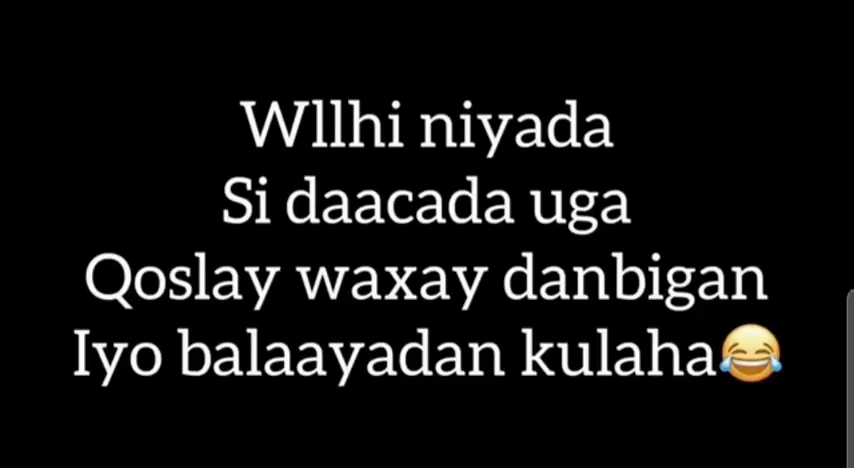 Wllhi niyada
Si daacada uga
Qoslay waxay danbigan
Iyo balaayadan kulaha😂